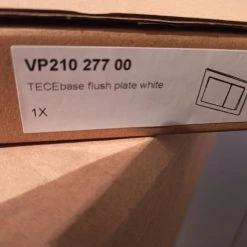 VP210 277 00
TECEbase flush plate white
1X